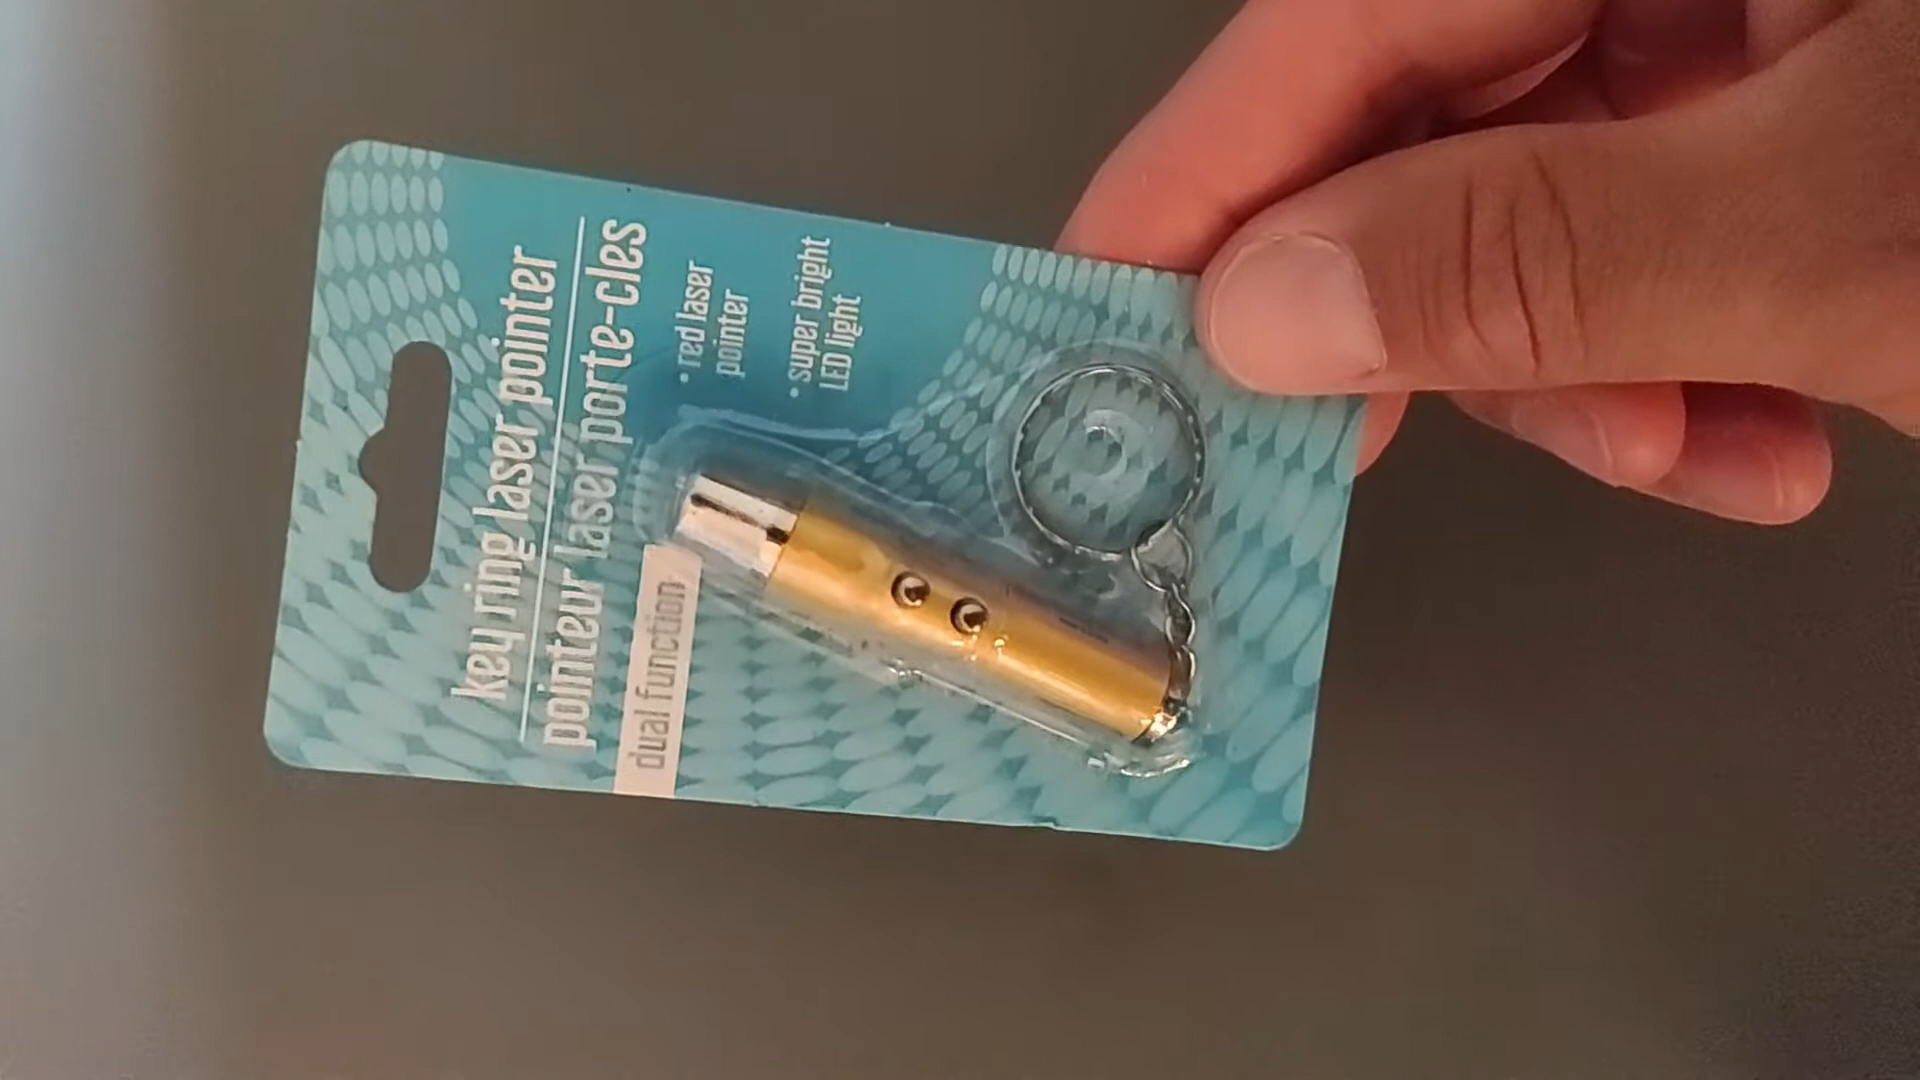 key ring laser pointer
pointeur laser porte-cles
dual function
• red laser
pointer
• super bright
LED light